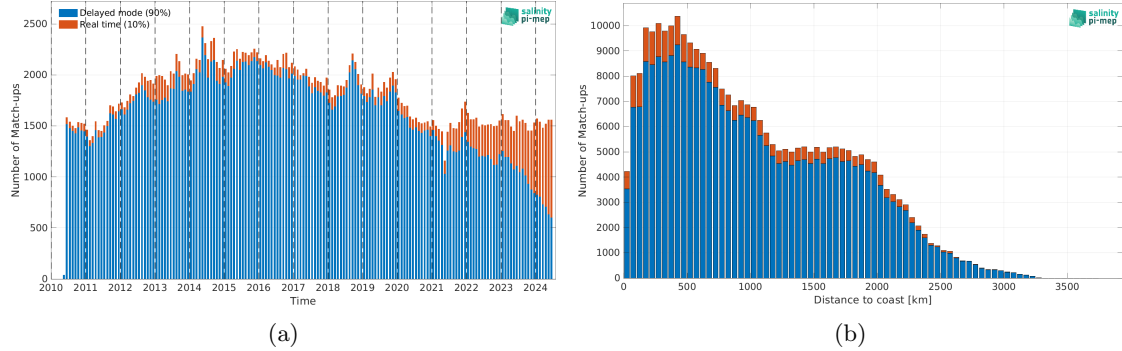 2500
2000
1500
1000
500
0
Number of Match-ups
Delayed mode (90%)
Real time (10%)
salinity
pi-mep
2010 2011 2012 2013 2014 2015 2016 2017 2018 2019 2020 2021 2022 2023 2024
Time
(a)
10000
9000
8000
7000
6000
5000
4000
3000
2000
1000
0
Number of Match-ups
salinity
pi-mep
0 500 1000 1500 2000 2500 3000 3500
Distance to coast [km]
(b)